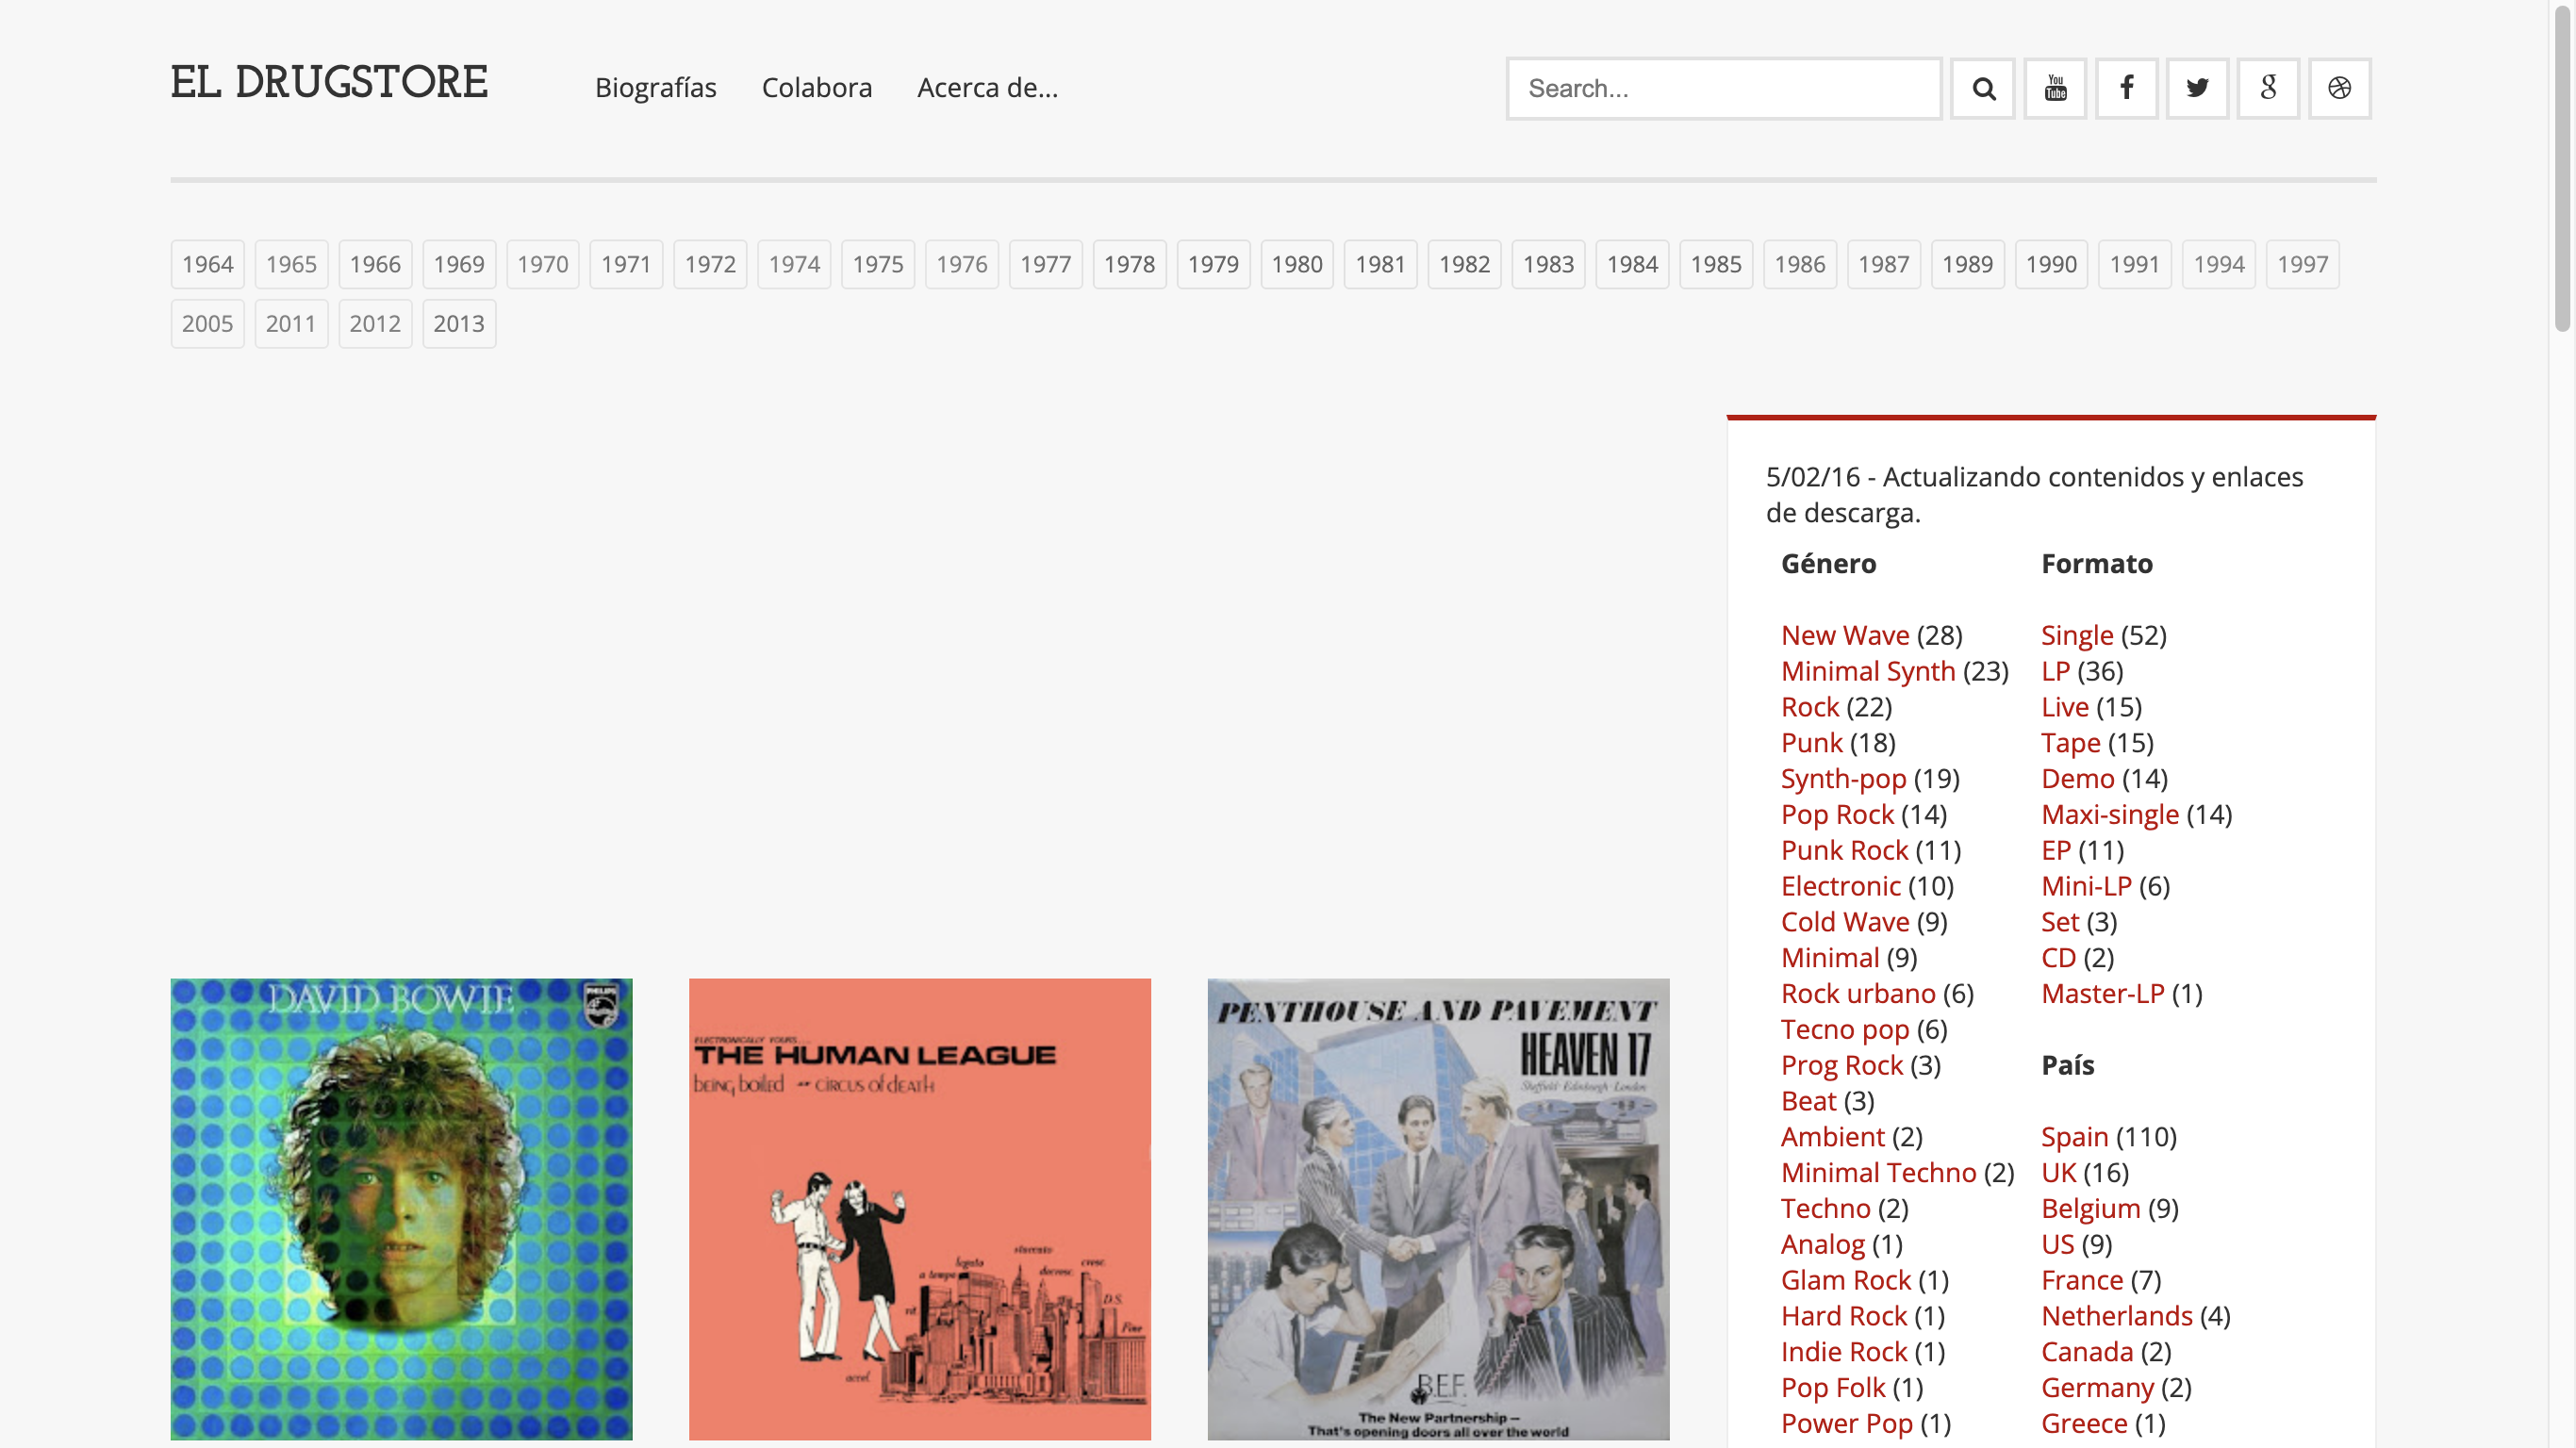 EL DRUGSTORE
Biografías
Colabora
Acerca de...
Search...
You
Tube
1964 1965 1966 1969 1970 1971 1972 1974 1975 1976 1977 1978 1979 1980 1981 1982 1983 1984 1985 1986 1987 1989 1990 1991 1994 1997
2005 2011 2012 2013
5/02/16 - Actualizando contenidos y enlaces
de descarga.
Género
New Wave (28)
Minimal Synth (23)
Rock (22)
Punk (18)
Synth-pop (19)
Pop Rock (14)
Punk Rock (11)
Electronic (10)
Cold Wave (9)
Minimal (9)
Rock urbano (6)
Tecno pop (6)
Prog Rock (3)
Beat (3)
Ambient (2)
Minimal Techno (2)
Techno (2)
Analog (1)
Glam Rock (1)
Hard Rock (1)
Indie Rock (1)
Pop Folk (1)
Power Pop (1)
Formato
Single (52)
LP (36)
Live (15)
Tape (15)
Demo (14)
Maxi-single (14)
EP (11)
Mini-LP (6)
Set (3)
CD (2)
Master-LP (1)
País
Spain (110)
UK (16)
Belgium (9)
US (9)
France (7)
Netherlands (4)
Canada (2)
Germany (2)
Greece (1)
DAVID BOWIE
PHILIPS
ELECTRONICALLY YOURS...
THE HUMAN LEAGUE
being boiled
circus of death
legato
a tempo
cresc.
D.S.
Fine
accel.
PENTHOUSE AND PAVEMENT
HEAVEN 17
Sheffield · Edinburgh · London
B.E.F.
The New Partnership –
That's opening doors all over the world